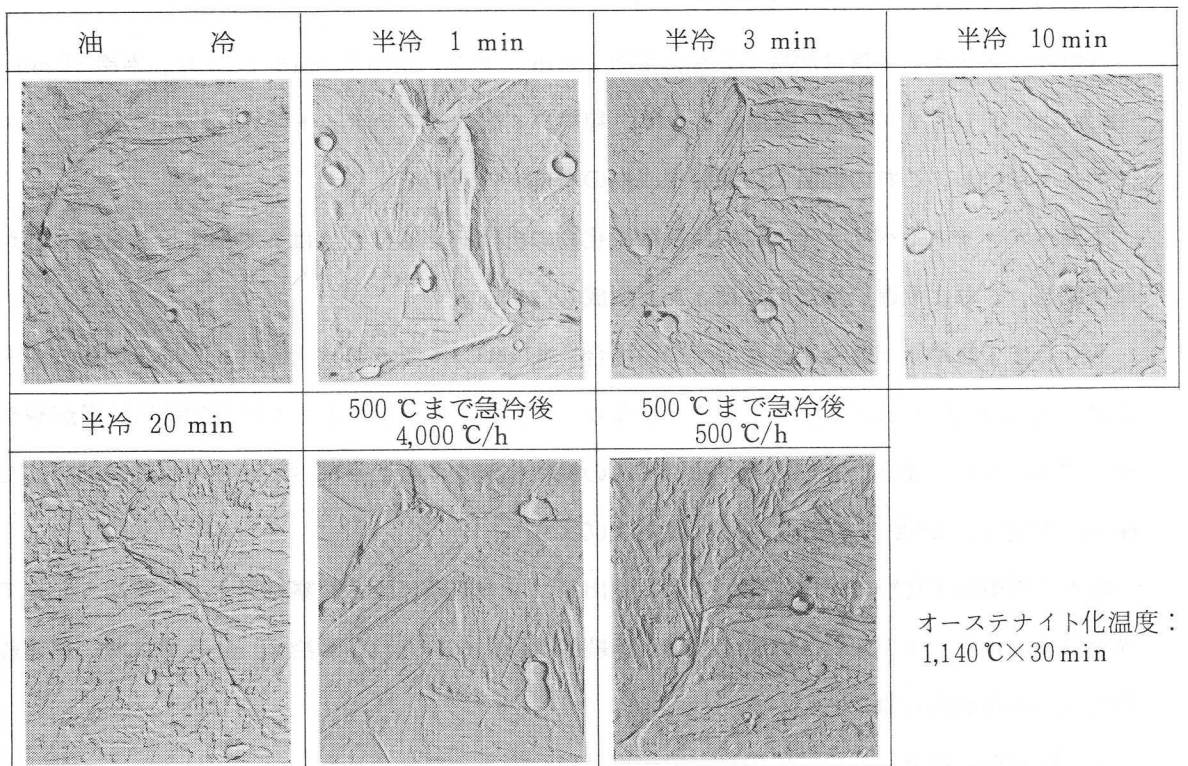 油 冷
半冷 1 min
半冷 3 min
半冷 10 min
半冷 20 min
500 ℃まで急冷後
4,000 ℃/h
500 ℃まで急冷後
500 ℃/h
オーステナイト化温度：
1,140 ℃×30 min